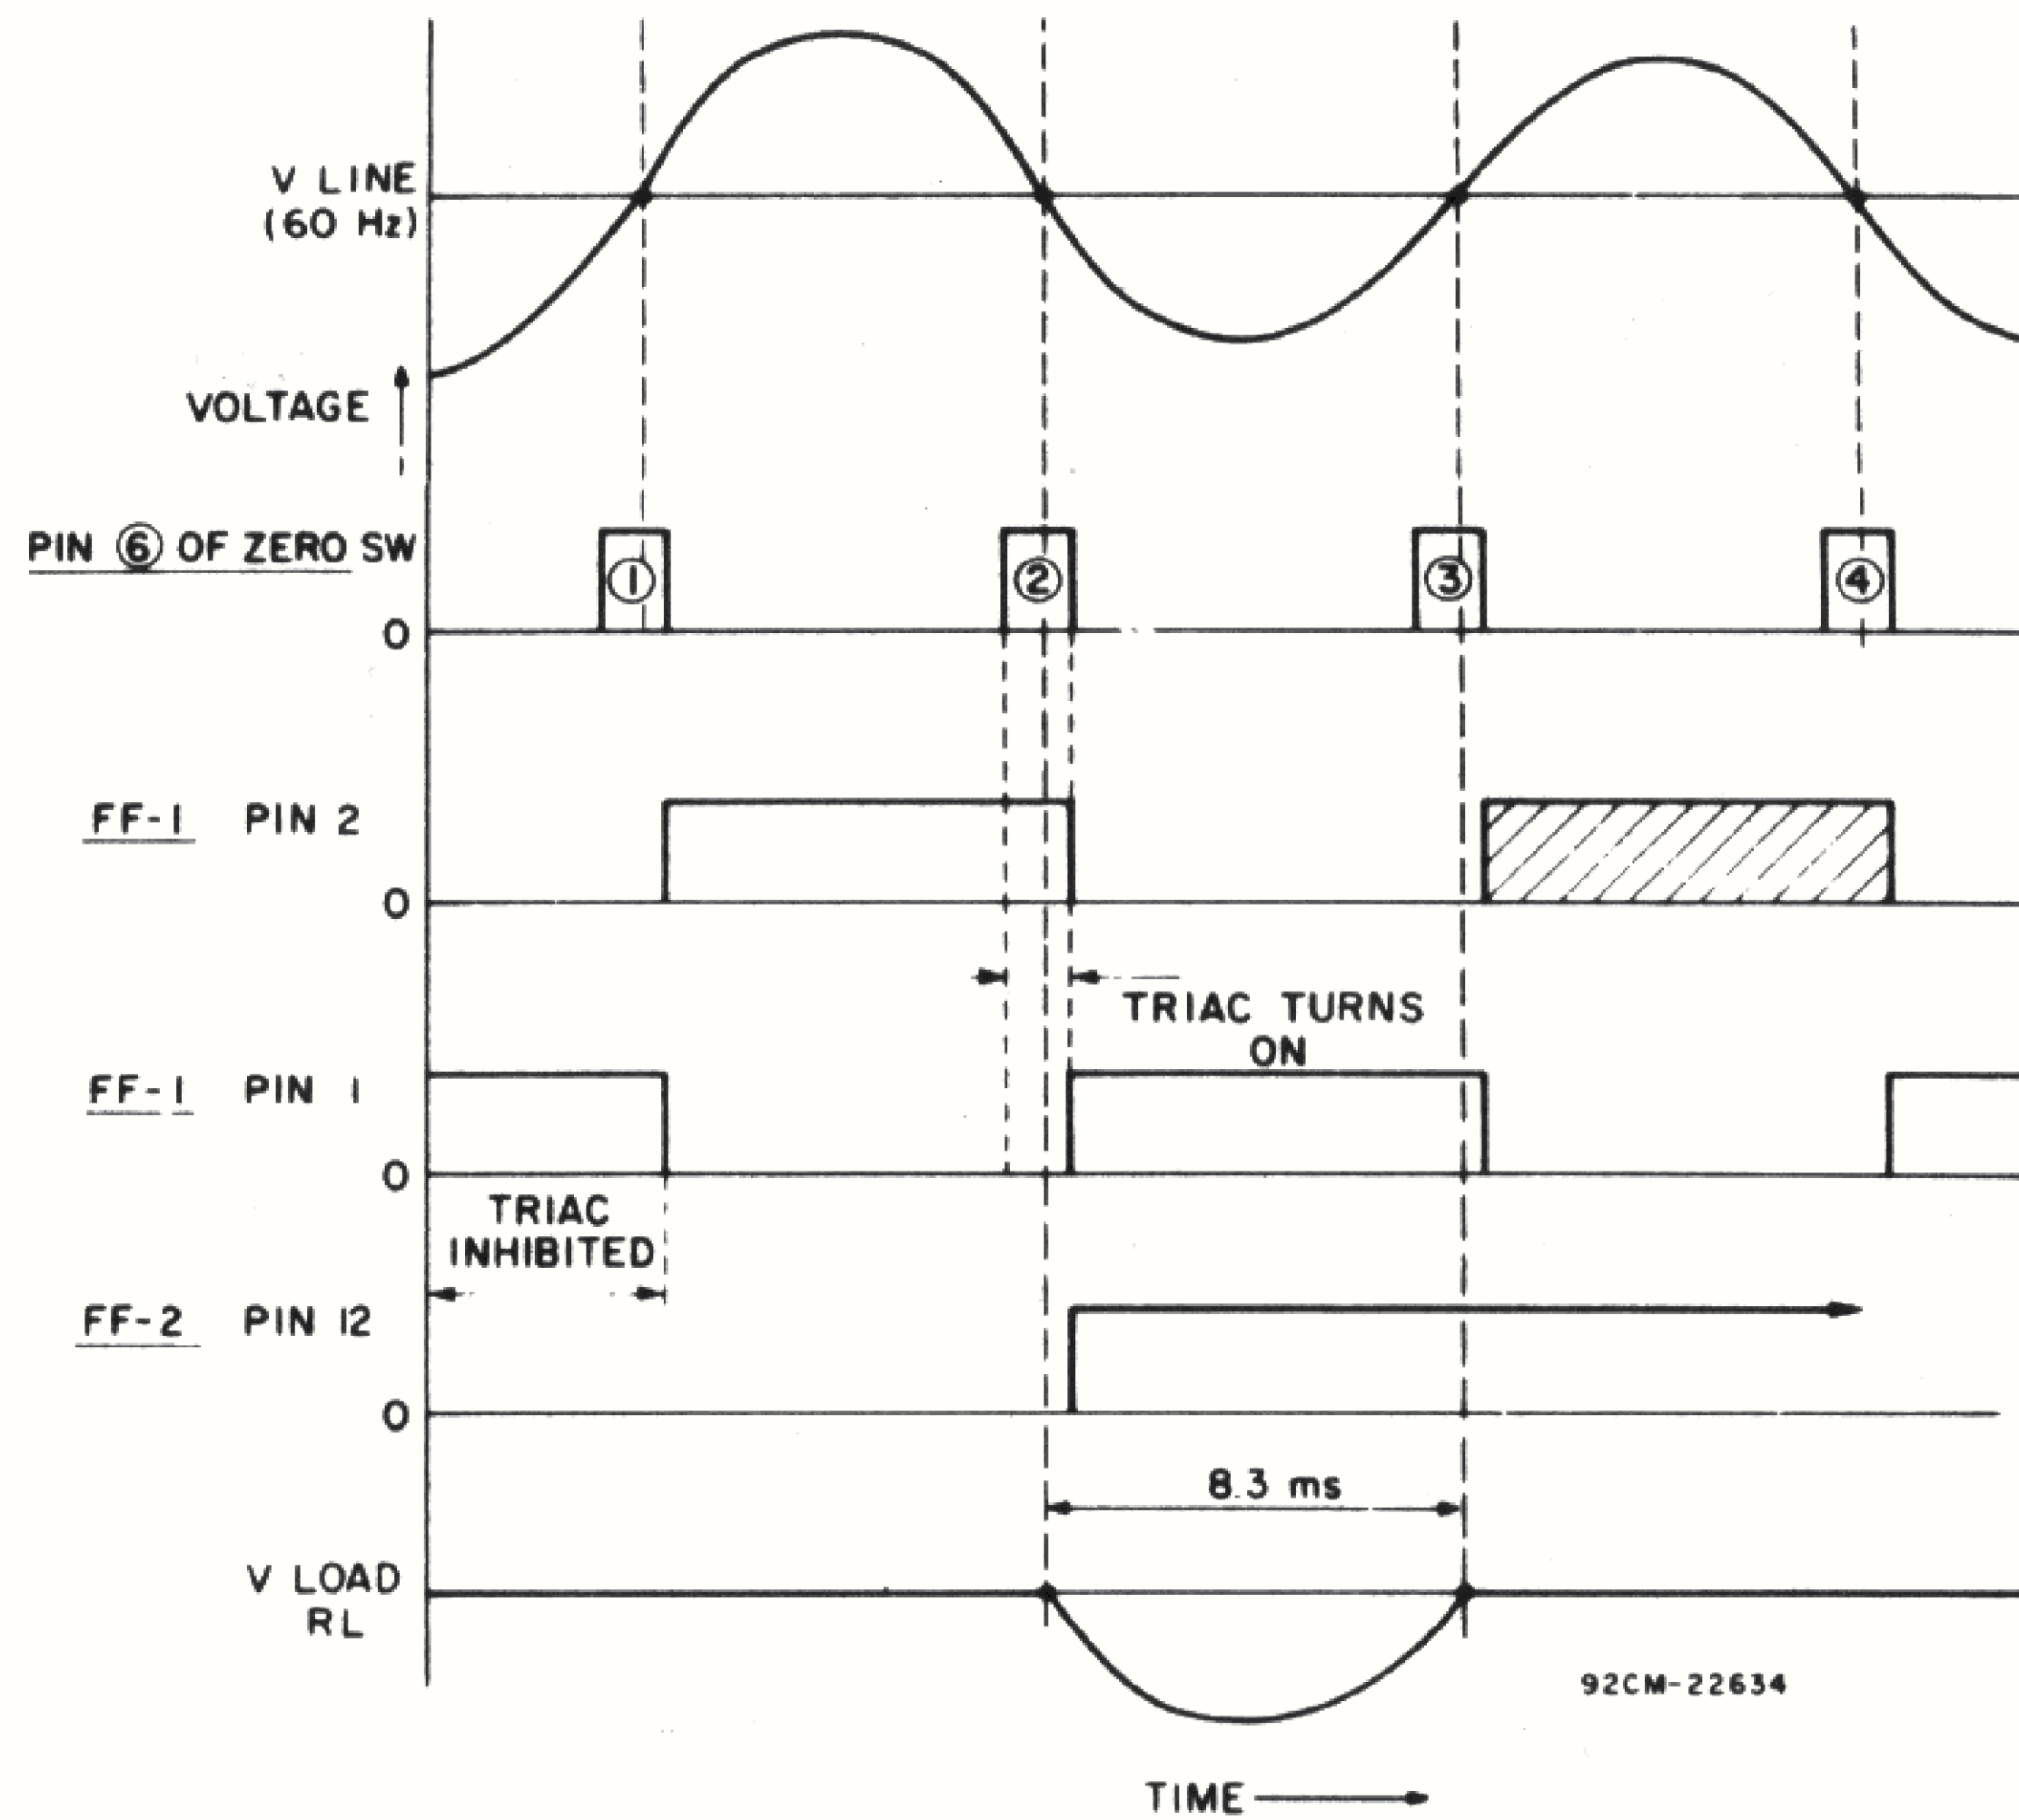 V LINE
(60 Hz)
VOLTAGE
PIN ⑥ OF ZERO SW
① ② ③ ④
0
FF-1 PIN 2
0
TRIAC TURNS
ON
FF-1 PIN 1
0
TRIAC
INHIBITED
FF-2 PIN 12
0
8.3 ms
V LOAD
RL
92CM-22634
TIME